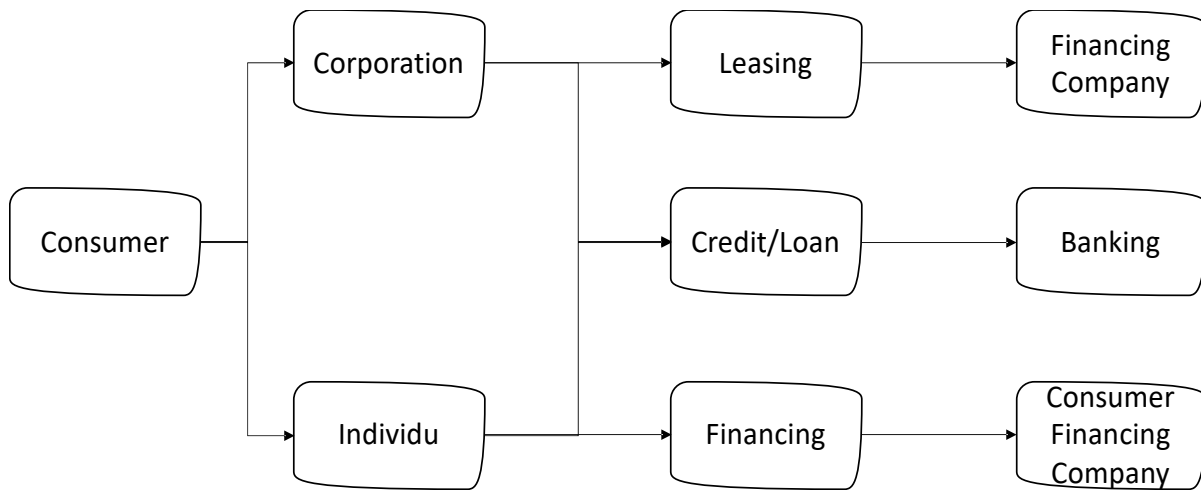 Corporation
Leasing
Financing
Company
Consumer
Credit/Loan
Banking
Individu
Financing
Consumer
Financing
Company